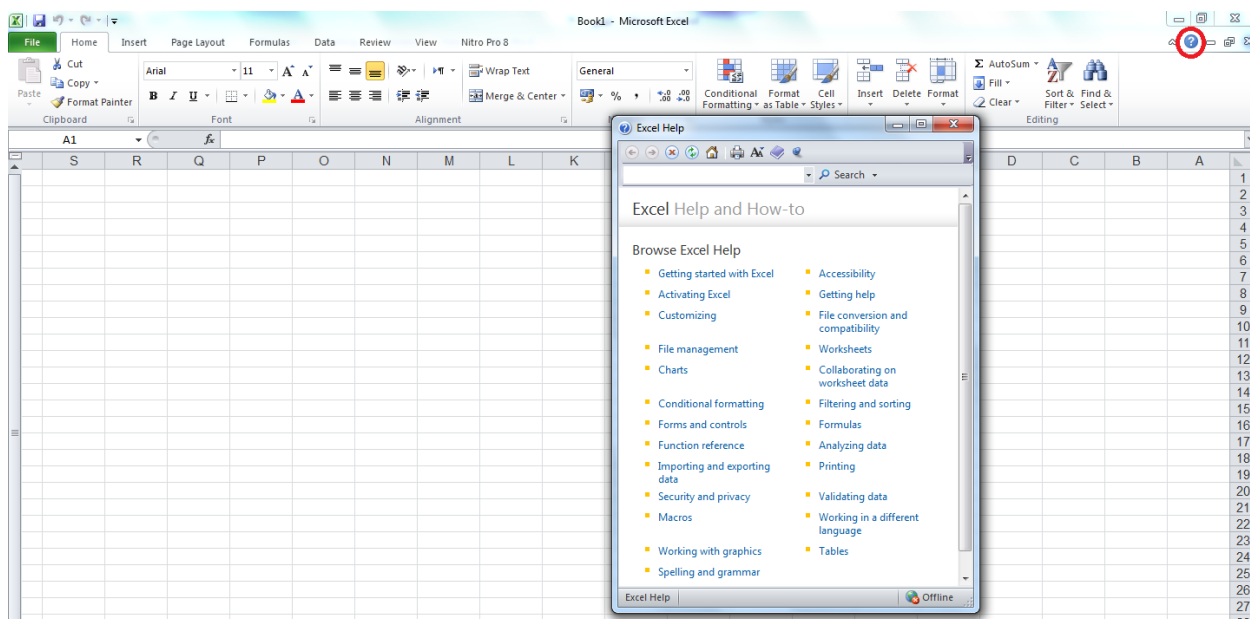 Book1 - Microsoft Excel
File Home Insert Page Layout Formulas Data Review View Nitro Pro 8
Paste
Cut
Copy
Format Painter
Clipboard
Arial 11
B I U
Font
Wrap Text
Merge & Center
Alignment
General
% ,
Conditional Formatting
Format as Table
Cell Styles
Insert Delete Format
AutoSum
Fill
Clear
Sort & Filter
Find & Select
Editing
A1 fx
S R Q P O N M L K D C B A
Excel Help
Search
Excel Help and How-to
Browse Excel Help
Getting started with Excel
Accessibility
Activating Excel
Getting help
Customizing
File conversion and
compatibility
File management
Worksheets
Charts
Collaborating on
worksheet data
Conditional formatting
Filtering and sorting
Forms and controls
Formulas
Function reference
Analyzing data
Importing and exporting
data
Printing
Security and privacy
Validating data
Macros
Working in a different
language
Working with graphics
Tables
Spelling and grammar
Excel Help
Offline
1
2
3
4
5
6
7
8
9
10
11
12
13
14
15
16
17
18
19
20
21
22
23
24
25
26
27